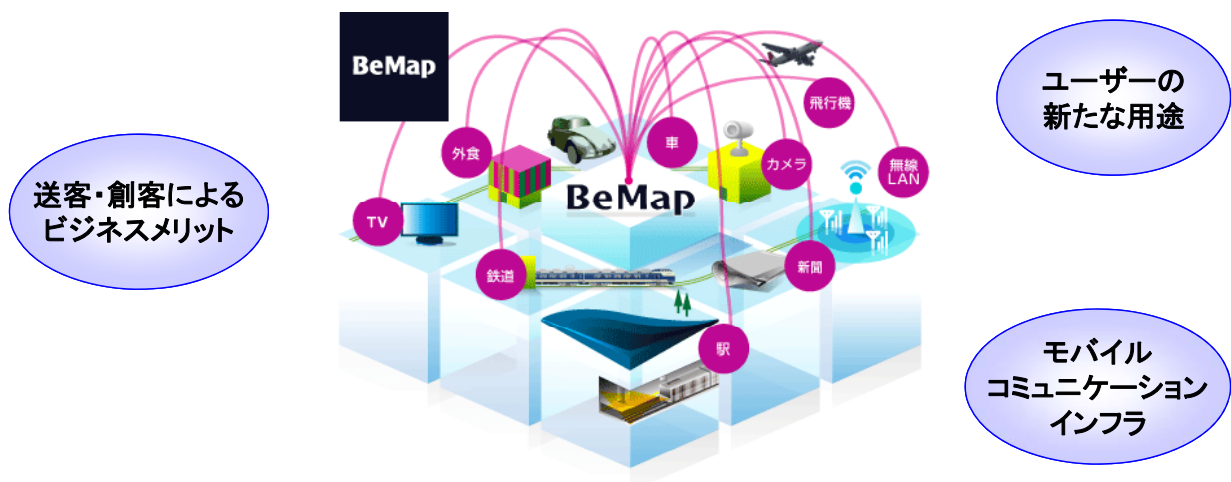 BeMap
ユーザーの
新たな用途
飛行機
車
外食
カメラ
無線
LAN
送客・創客による
ビジネスメリット
BeMap
TV
鉄道
新聞
駅
モバイル
コミュニケーション
インフラ